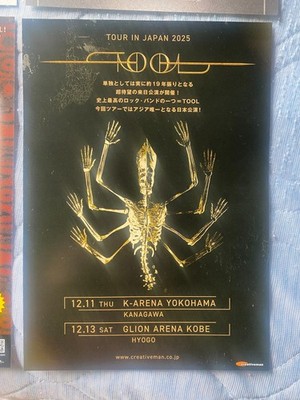 TOUR IN JAPAN 2025
TOOL
単独としては実に約19年振りとなる
超待望の来日公演が開催！
史上最高のロック・バンドの一つ＝TOOL
今回ツアーではアジア唯一となる日本公演！
12.11 THU K-ARENA YOKOHAMA
KANAGAWA
12.13 SAT GLION ARENA KOBE
HYOGO
www.creativeman.co.jp